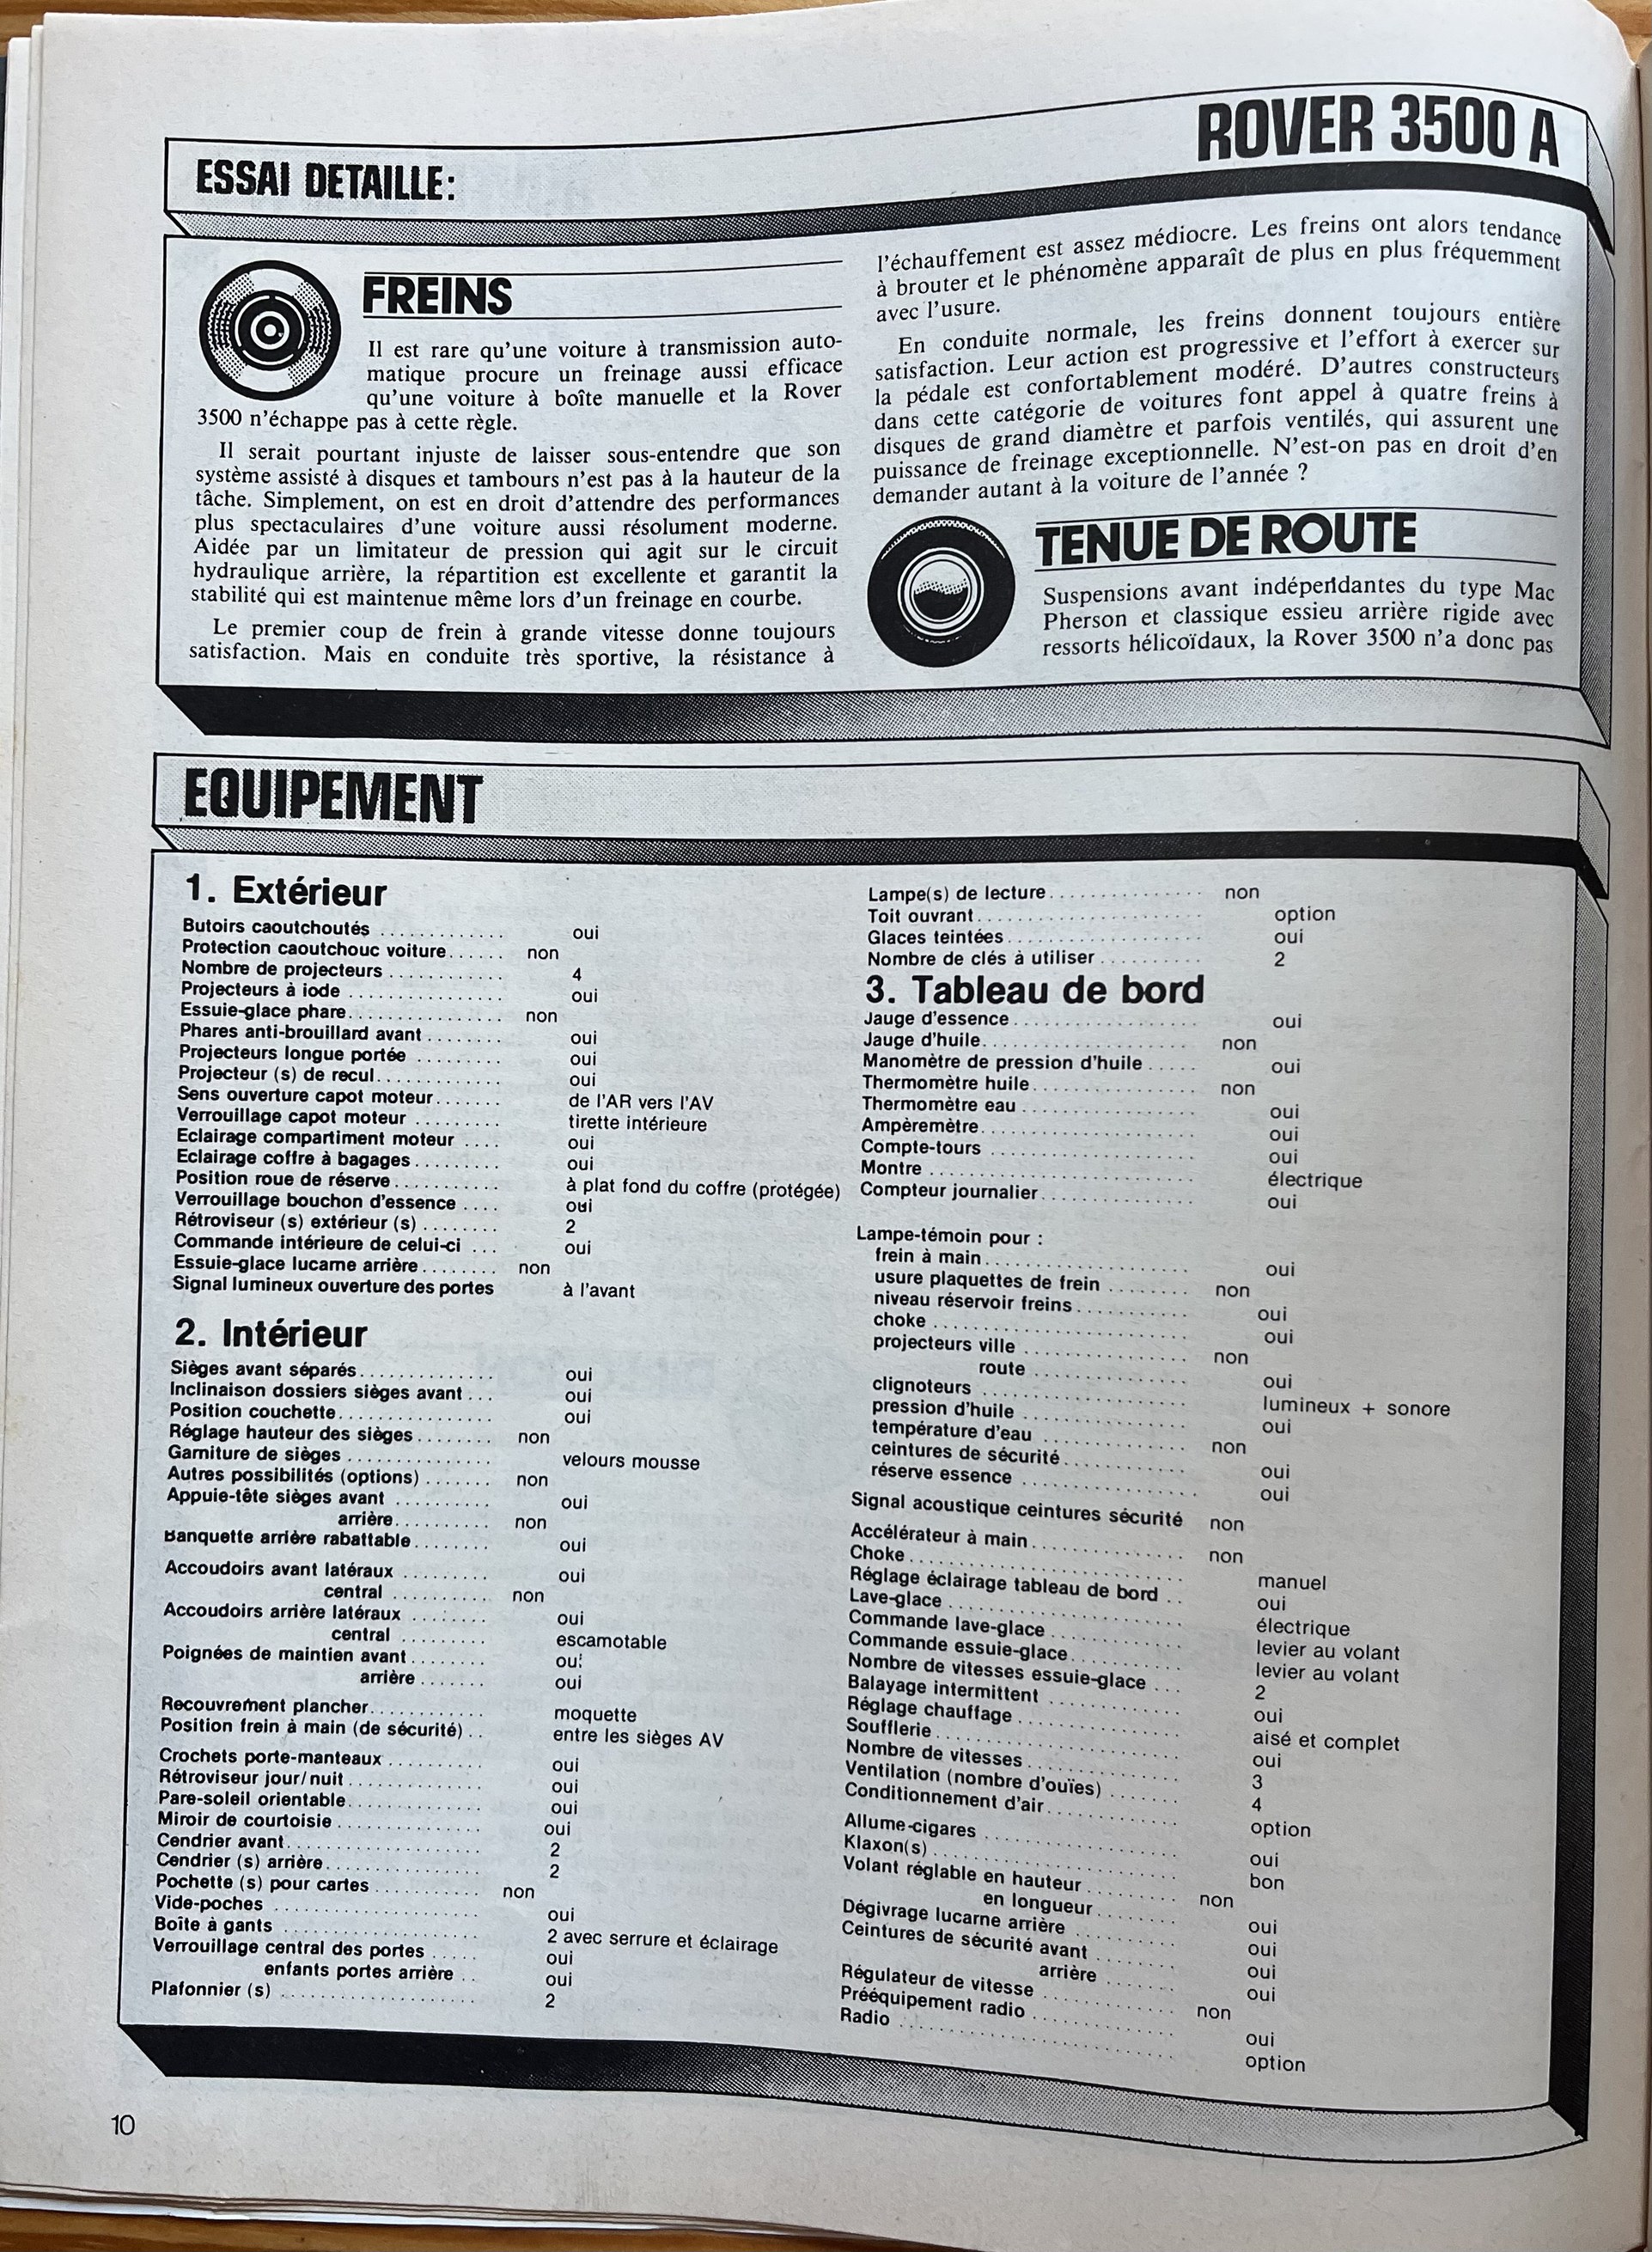 ROVER 3500 A
ESSAI DETAILLE:
FREINS
Il est rare qu'une voiture à transmission auto-
matique procure un freinage aussi efficace
qu'une voiture à boîte manuelle et la Rover
3500 n'échappe pas à cette règle.
Il serait pourtant injuste de laisser sous-entendre que son
système assisté à disques et tambours n'est pas à la hauteur de la
tâche. Simplement, on est en droit d'attendre des performances
plus spectaculaires d'une voiture aussi résolument moderne.
Aidée par un limitateur de pression qui agit sur le circuit
hydraulique arrière, la répartition est excellente et garantit la
stabilité qui est maintenue même lors d'un freinage en courbe.
Le premier coup de frein à grande vitesse donne toujours
satisfaction. Mais en conduite très sportive, la résistance à
l'échauffement est assez médiocre. Les freins ont alors tendance
à brouter et le phénomène apparaît de plus en plus fréquemment
avec l'usure.
En conduite normale, les freins donnent toujours entière
satisfaction. Leur action est progressive et l'effort à exercer sur
la pédale est confortablement modéré. D'autres constructeurs
dans cette catégorie de voitures font appel à quatre freins à
disques de grand diamètre et parfois ventilés, qui assurent une
puissance de freinage exceptionnelle. N'est-on pas en droit d'en
demander autant à la voiture de l'année ?
TENUE DE ROUTE
Suspensions avant indépendantes du type Mac
Pherson et classique essieu arrière rigide avec
ressorts hélicoïdaux, la Rover 3500 n'a donc pas
EQUIPEMENT
1. Extérieur
Butoirs caoutchoutés ............. oui
Protection caoutchouc voiture...... non
Nombre de projecteurs ............ 4
Projecteurs à iode ................ oui
Essuie-glace phare................ non
Phares anti-brouillard avant........ oui
Projecteurs longue portée ......... oui
Projecteur (s) de recul............. oui
Sens ouverture capot moteur....... de l'AR vers l'AV
Verrouillage capot moteur ......... tirette intérieure
Eclairage compartiment moteur .... oui
Eclairage coffre à bagages......... oui
Position roue de réserve........... à plat fond du coffre (protégée)
Verrouillage bouchon d'essence .... oui
Rétroviseur (s) extérieur (s) ........ 2
Commande intérieure de celui-ci ... oui
Essuie-glace lucarne arrière........ non
Signal lumineux ouverture des portes à l'avant
2. Intérieur
Sièges avant séparés.............. oui
Inclinaison dossiers sièges avant ... oui
Position couchette................ oui
Réglage hauteur des sièges........ non
Garniture de sièges ............... velours mousse
Autres possibilités (options) ....... non
Appuie-tête sièges avant .......... oui
arrière.......... non
Banquette arrière rabattable........ oui
Accoudoirs avant latéraux ......... oui
central .......... non
Accoudoirs arrière latéraux ........ oui
central ......... escamotable
Poignées de maintien avant........ oui
arrière....... oui
Recouvrement plancher............ moquette
Position frein à main (de sécurité) .. entre les sièges AV
Crochets porte-manteaux .......... oui
Rétroviseur jour/nuit.............. oui
Pare-soleil orientable.............. oui
Miroir de courtoisie ............... oui
Cendrier avant.................... 2
Cendrier (s) arrière................ 2
Pochette (s) pour cartes ........... non
Vide-poches ..................... oui
Boîte à gants .................... 2 avec serrure et éclairage
Verrouillage central des portes ..... oui
enfants portes arrière .. oui
Plafonnier (s) .................... 2
Lampe(s) de lecture............... non
Toit ouvrant...................... option
Glaces teintées................... oui
Nombre de clés à utiliser .......... 2
3. Tableau de bord
Jauge d'essence.................. oui
Jauge d'huile..................... non
Manomètre de pression d'huile ..... oui
Thermomètre huile................ non
Thermomètre eau................. oui
Ampèremètre..................... oui
Compte-tours .................... oui
Montre .......................... électrique
Compteur journalier............... oui
Lampe-témoin pour :
frein à main..................... oui
usure plaquettes de frein ........ non
niveau réservoir freins........... oui
choke .......................... oui
projecteurs ville ................ non
route ............... oui
clignoteurs .................... lumineux + sonore
pression d'huile ................ oui
température d'eau .............. non
ceintures de sécurité............ oui
réserve essence ................ oui
Signal acoustique ceintures sécurité non
Accélérateur à main............... non
Choke........................... manuel
Réglage éclairage tableau de bord .. oui
Lave-glace ....................... électrique
Commande lave-glace ............. levier au volant
Commande essuie-glace........... levier au volant
Nombre de vitesses essuie-glace ... 2
Balayage intermittent ............. oui
Réglage chauffage ................ aisé et complet
Soufflerie........................ oui
Nombre de vitesses............... 3
Ventilation (nombre d'ouïes) ....... 4
Conditionnement d'air............. option
Allume-cigares ................... oui
Klaxon(s) ........................ bon
Volant réglable en hauteur ......... non
en longueur........ oui
Dégivrage lucarne arrière .......... oui
Ceintures de sécurité avant ........ oui
arrière ....... oui
Régulateur de vitesse ............. non
Prééquipement radio .............. oui
Radio ........................... option
10